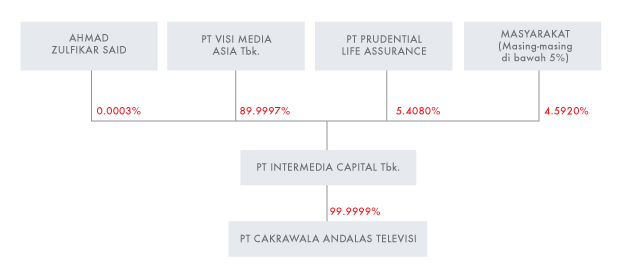 AHMAD
ZULFIKAR SAID
PT VISI MEDIA
ASIA Tbk.
PT PRUDENTIAL
LIFE ASSURANCE
MASYARAKAT
(Masing-masing
di bawah 5%)
0.0003%
89.9997%
5.4080%
4.5920%
PT INTERMEDIA CAPITAL Tbk.
99.9999%
PT CAKRAWALA ANDALAS TELEVISI